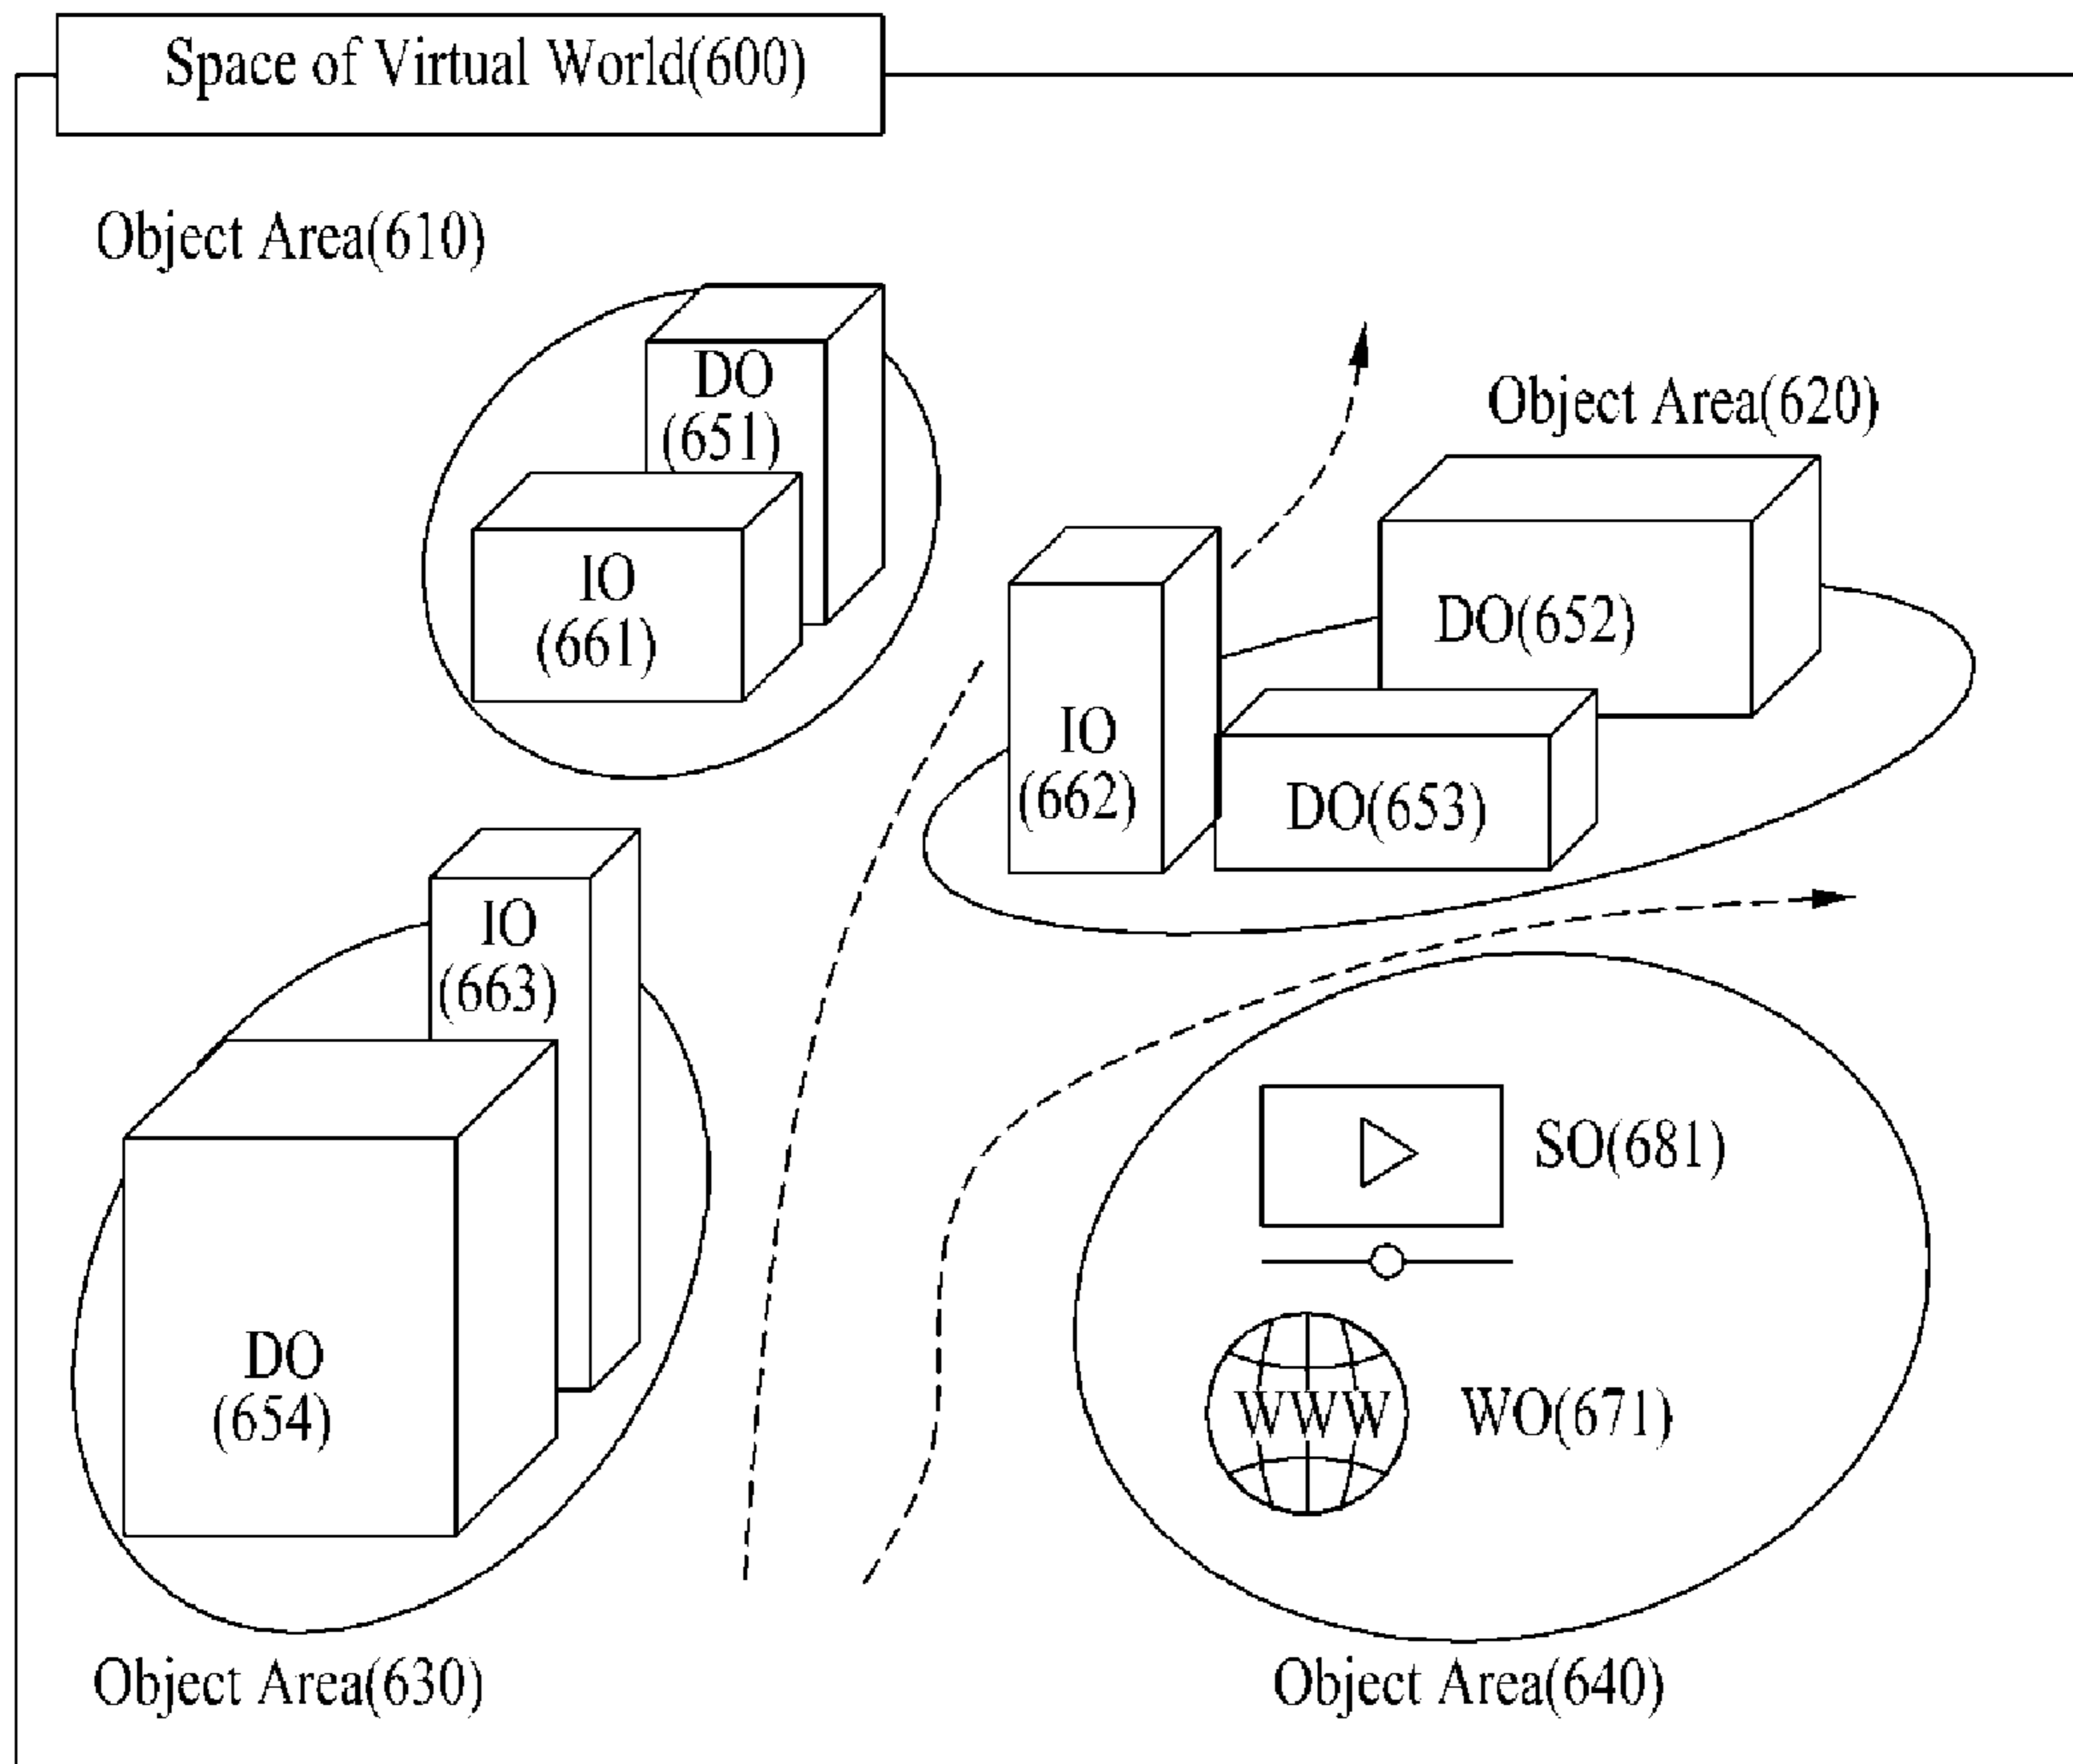 Space of Virtual World(600)
Object Area(610)
DO
(651)
IO
(661)
Object Area(620)
DO(652)
IO
(662)
DO(653)
IO
(663)
DO
(654)
SO(681)
WWW
WO(671)
Object Area(630)
Object Area(640)